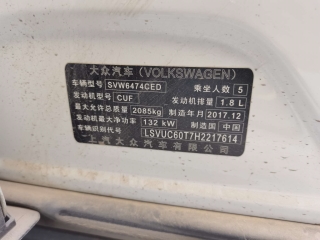 大众汽车(VOLKSWAGEN)
车辆型号 SVW6474CED 乘坐人数 5
发动机型号 CUF 发动机排量 1.8 L
最大允许总质量 2085kg 制造年月 2017.12
发动机最大净功率 132 kW 制造国 中国
车辆识别代号 LSVUC60T7H2217614
上汽大众汽车有限公司